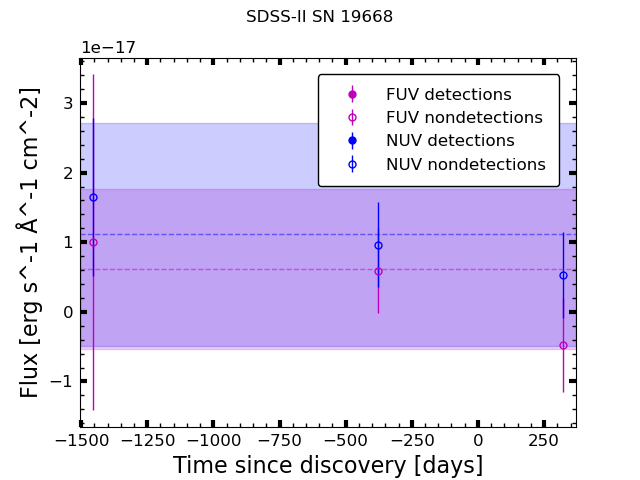 SDSS-II SN 19668
1e−17
FUV detections
FUV nondetections
NUV detections
NUV nondetections
3
2
1
0
−1
Flux [erg s^-1 Å^-1 cm^-2]
−1500 −1250 −1000 −750 −500 −250 0 250
Time since discovery [days]